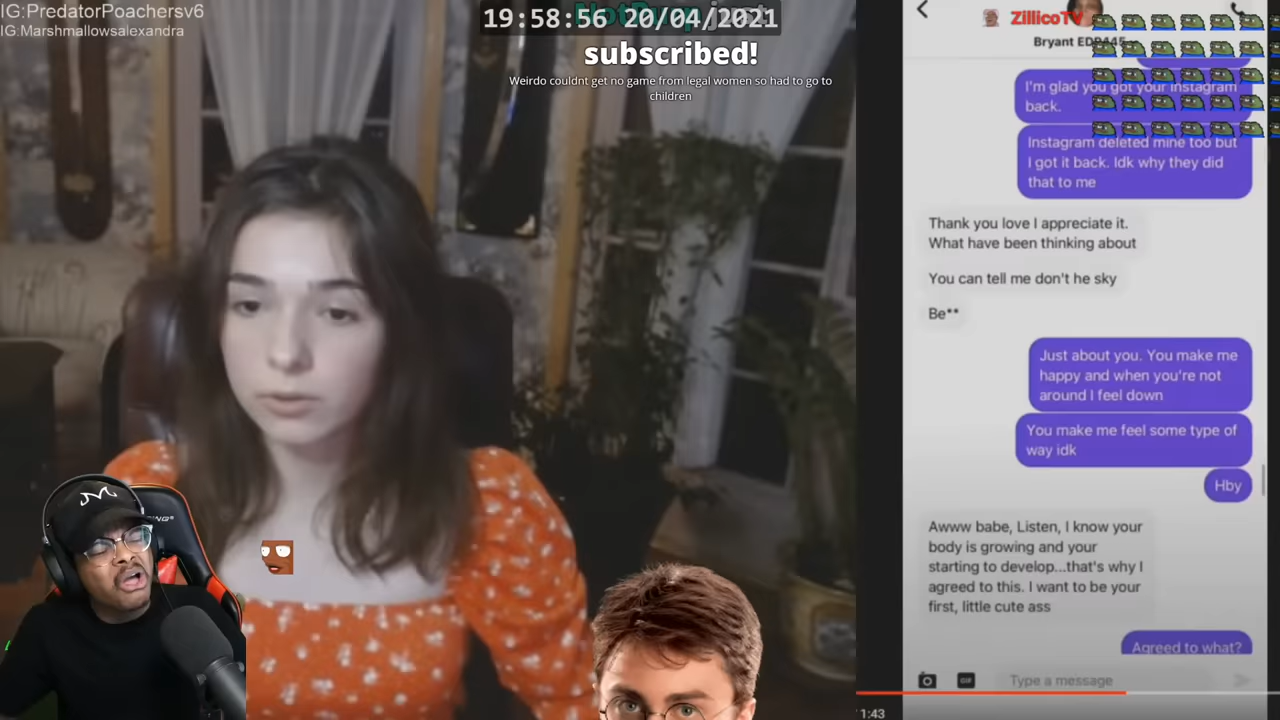 IG:PredatorPoachersv6
IG:Marshmallowsalexandra
19:58:56 20/04/2021
subscribed!
Weirdo couldnt get no game from legal women so had to go to
children
ZillicoTV
Bryant
I'm glad you got your instagram
back.
Instagram deleted mine too but
I got it back. Idk why they did
that to me
Thank you love I appreciate it.
What have been thinking about
You can tell me don't he sky
Be**
Just about you. You make me
happy and when you're not
around I feel down
You make me feel some type of
way idk
Hby
Awww babe, Listen, I know your
body is growing and your
starting to develop...that's why I
agreed to this. I want to be your
first, little cute ass
Agreed to what?
GIF
Type a message
1:43